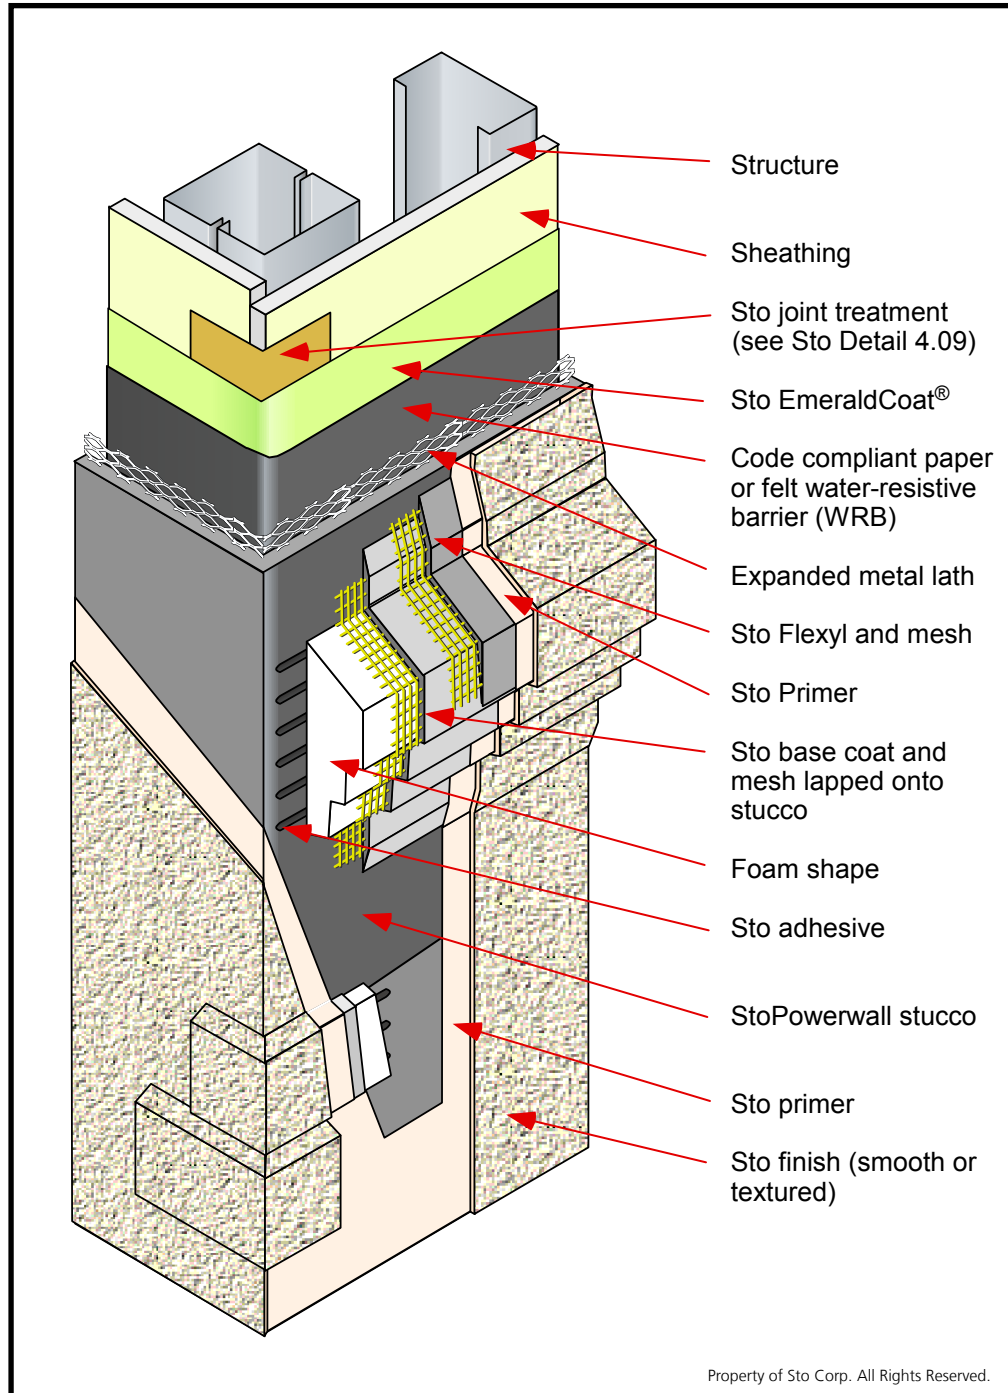 Structure
Sheathing
Sto joint treatment
(see Sto Detail 4.09)
Sto EmeraldCoat®
Code compliant paper
or felt water-resistive
barrier (WRB)
Expanded metal lath
Sto Flexyl and mesh
Sto Primer
Sto base coat and
mesh lapped onto
stucco
Foam shape
Sto adhesive
StoPowerwall stucco
Sto primer
Sto finish (smooth or
textured)
Property of Sto Corp. All Rights Reserved.